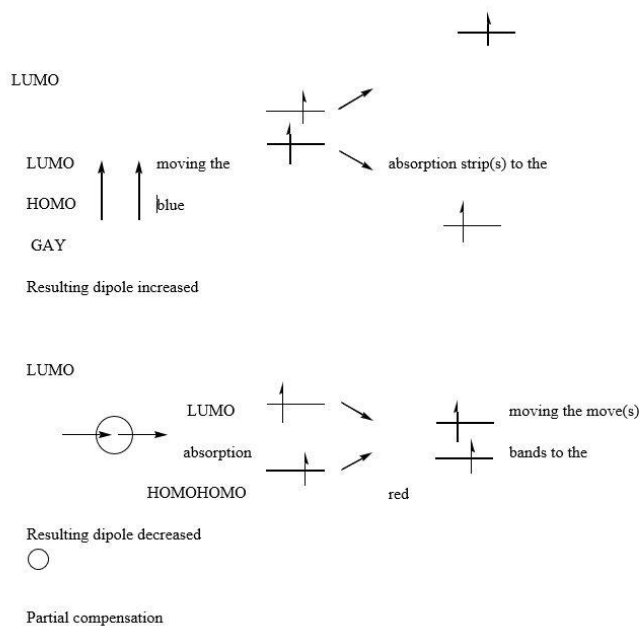 LUMO
LUMO moving the absorption strip(s) to the
HOMO blue
GAY
Resulting dipole increased
LUMO
LUMO moving the move(s)
absorption bands to the
HOMOHOMO red
Resulting dipole decreased
Partial compensation